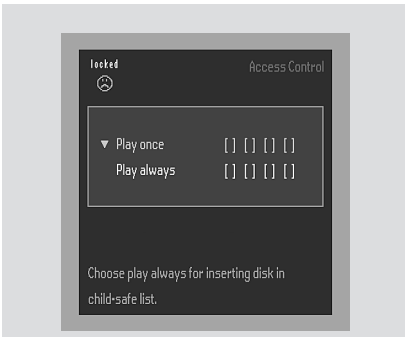 locked
Access Control
▼ Play once [ ] [ ] [ ] [ ]
Play always [ ] [ ] [ ] [ ]
Choose play always for inserting disk in
child-safe list.